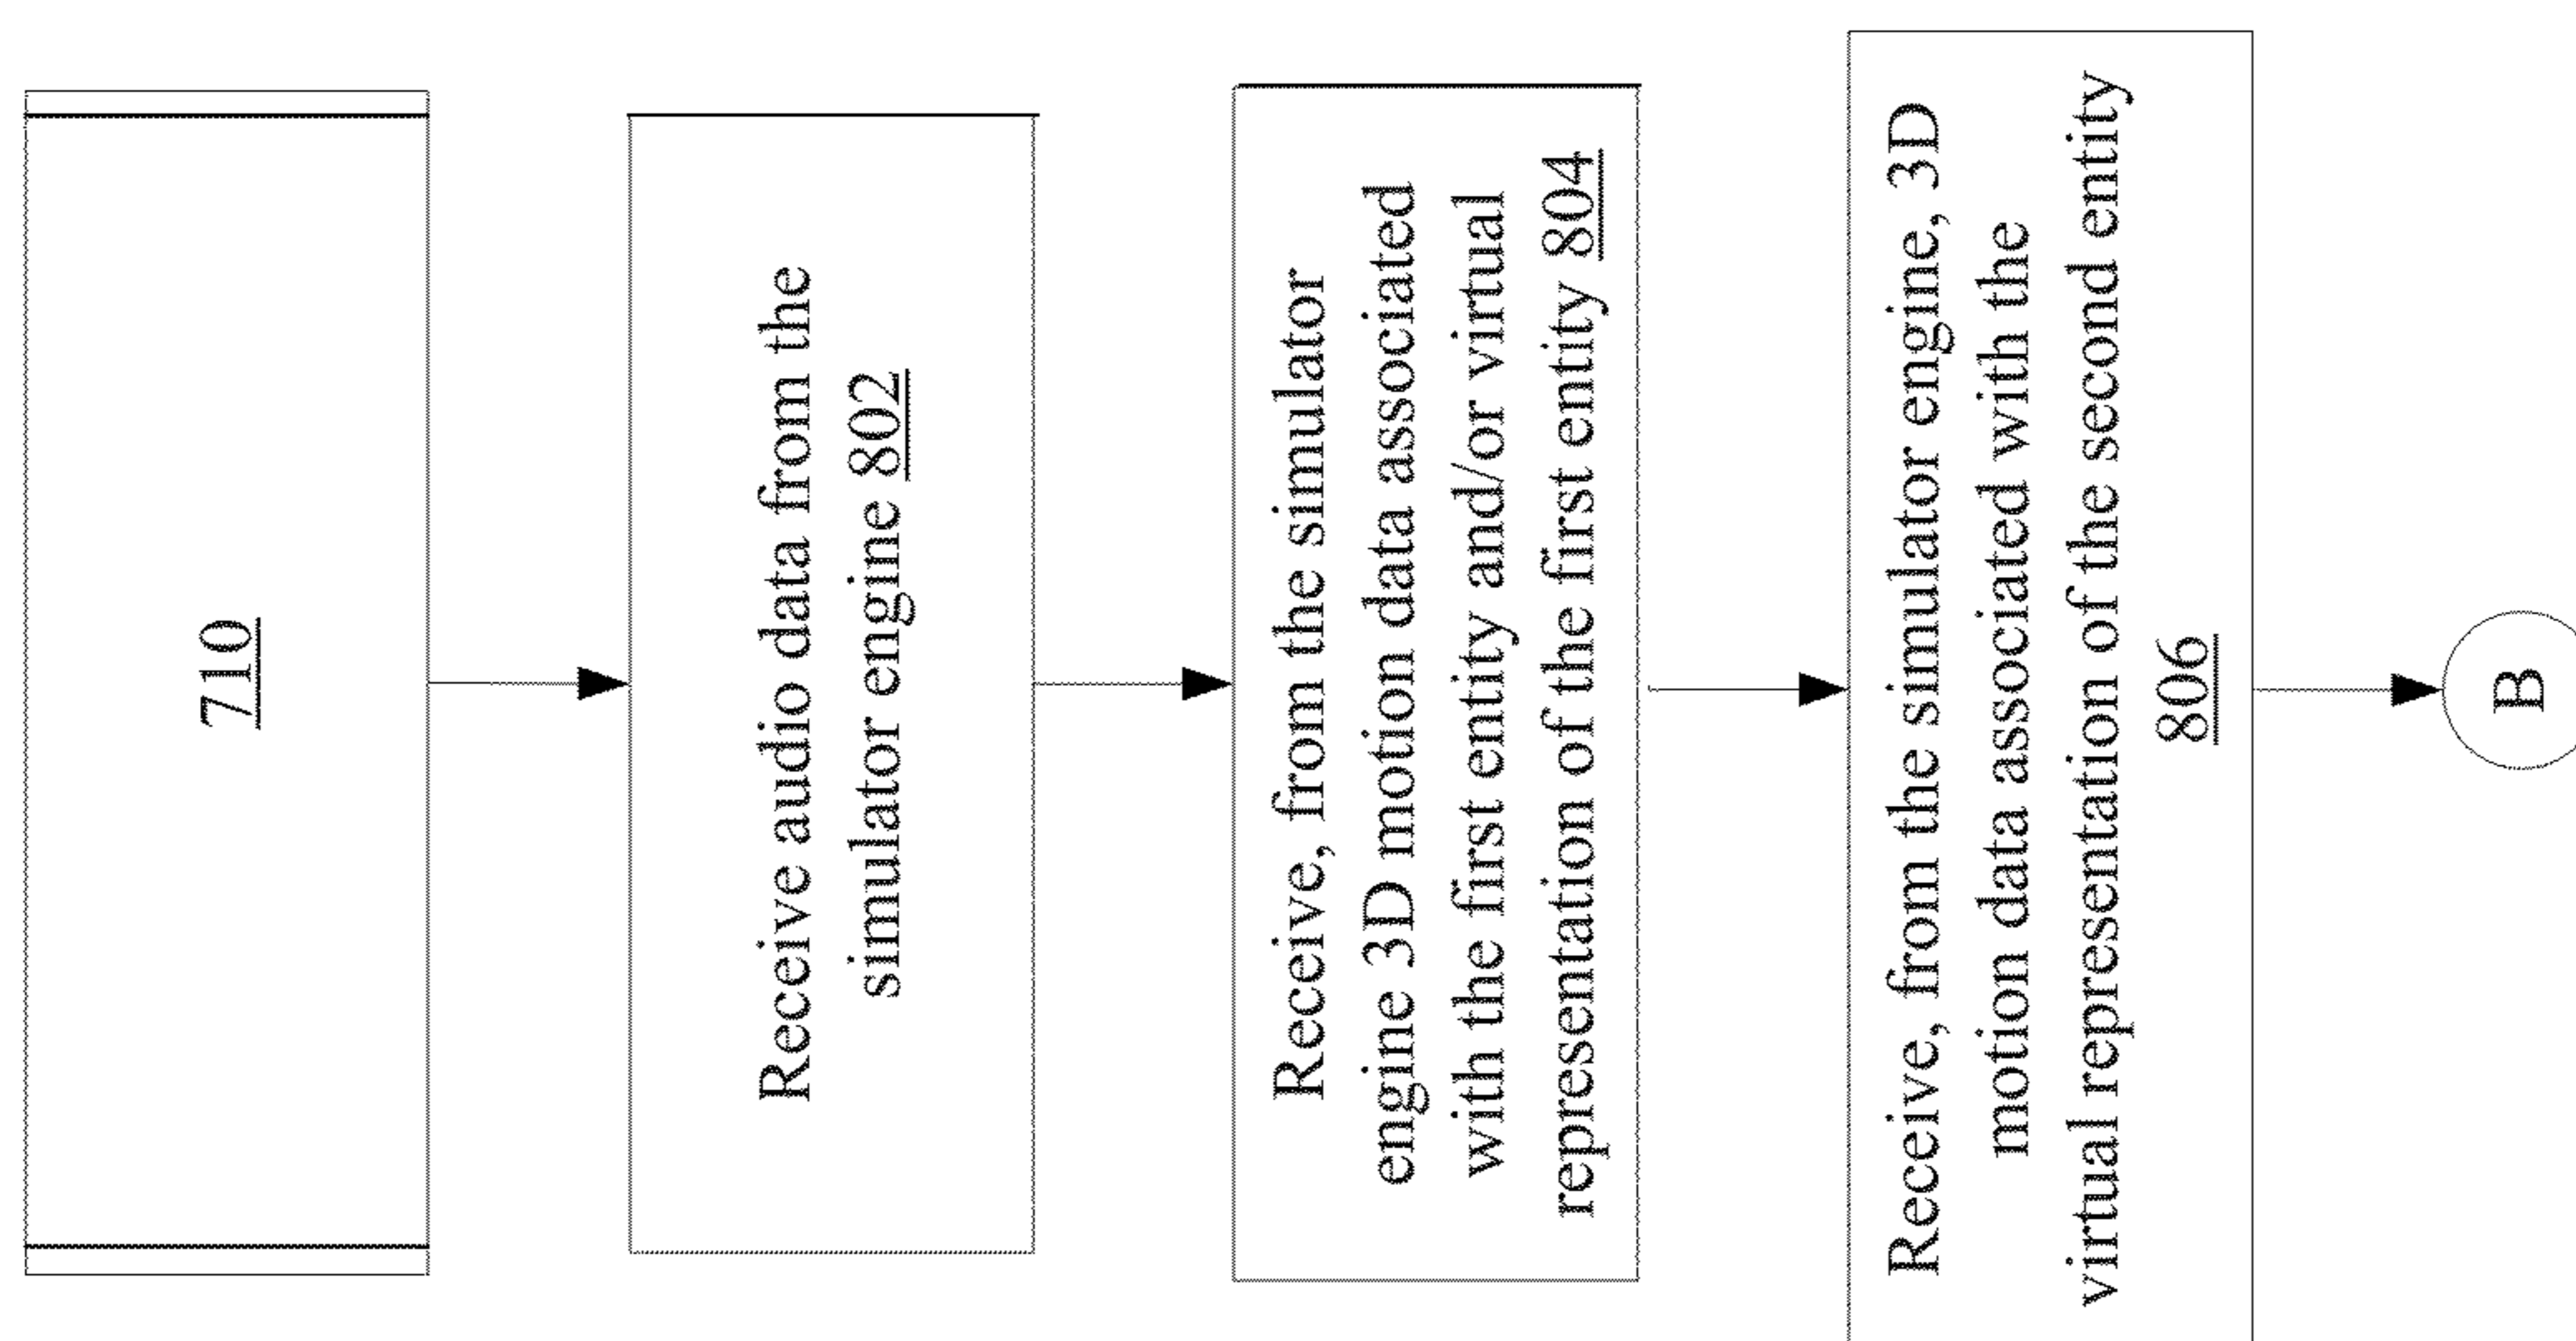 710
Receive audio data from the
simulator engine 802
Receive, from the simulator
engine 3D motion data associated
with the first entity and/or virtual
representation of the first entity 804
Receive, from the simulator engine, 3D
motion data associated with the
virtual representation of the second entity
806
B